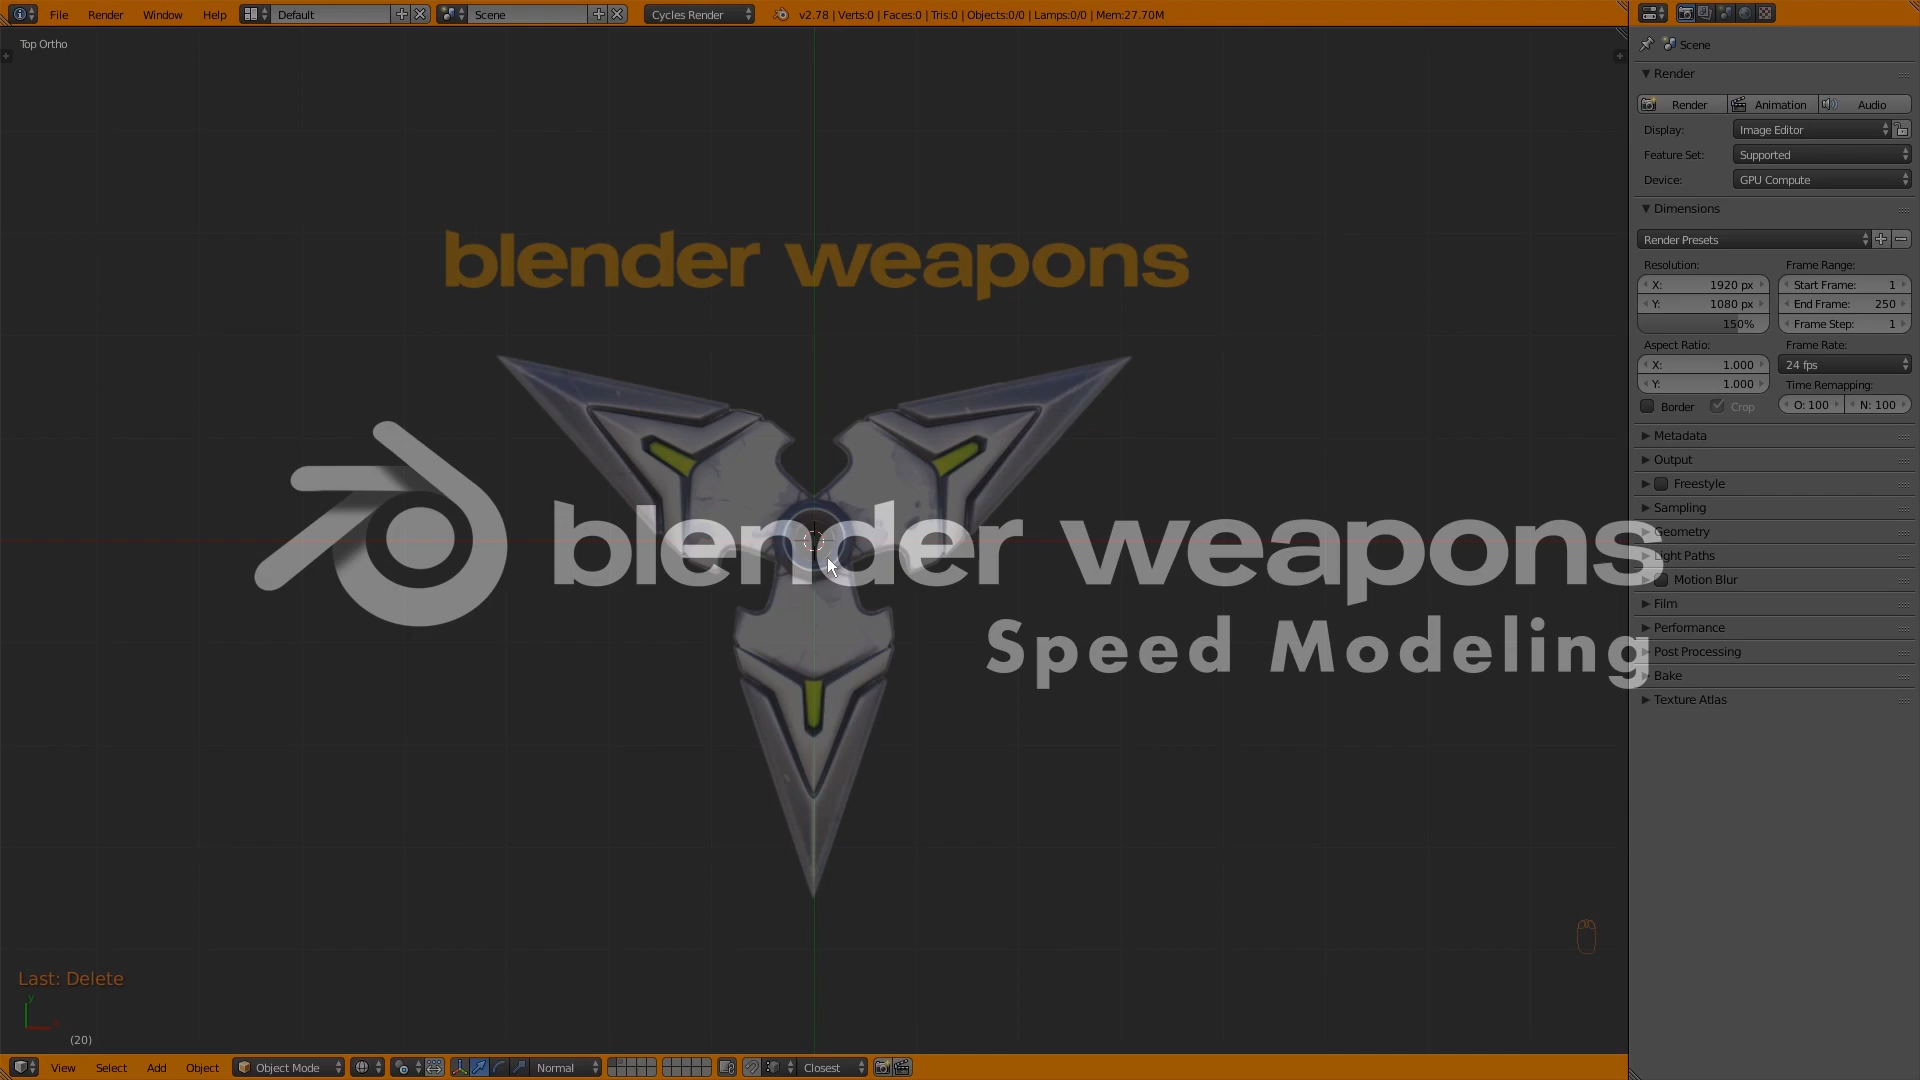 File Render Window Help Default Scene Cycles Render v2.78 | Verts:0 | Faces:0 | Tris:0 | Objects:0/0 | Lamps:0/0 | Mem:27.70M
Top Ortho
Scene
Render
Render Animation Audio
Display: Image Editor
Feature Set: Supported
Device: GPU Compute
Dimensions
Render Presets
Resolution: Frame Range:
X: 1920 px Start Frame: 1
Y: 1080 px End Frame: 250
150% Frame Step: 1
Aspect Ratio: Frame Rate:
X: 1.000 24 fps
Y: 1.000 Time Remapping:
Border Crop O: 100 N: 100
Metadata
Output
Freestyle
Sampling
Geometry
Light Paths
Motion Blur
Film
Performance
Post Processing
Bake
Texture Atlas
blender weapons
blender weapons
Speed Modeling
Last: Delete
y
(20)
View Select Add Object Object Mode Normal Closest